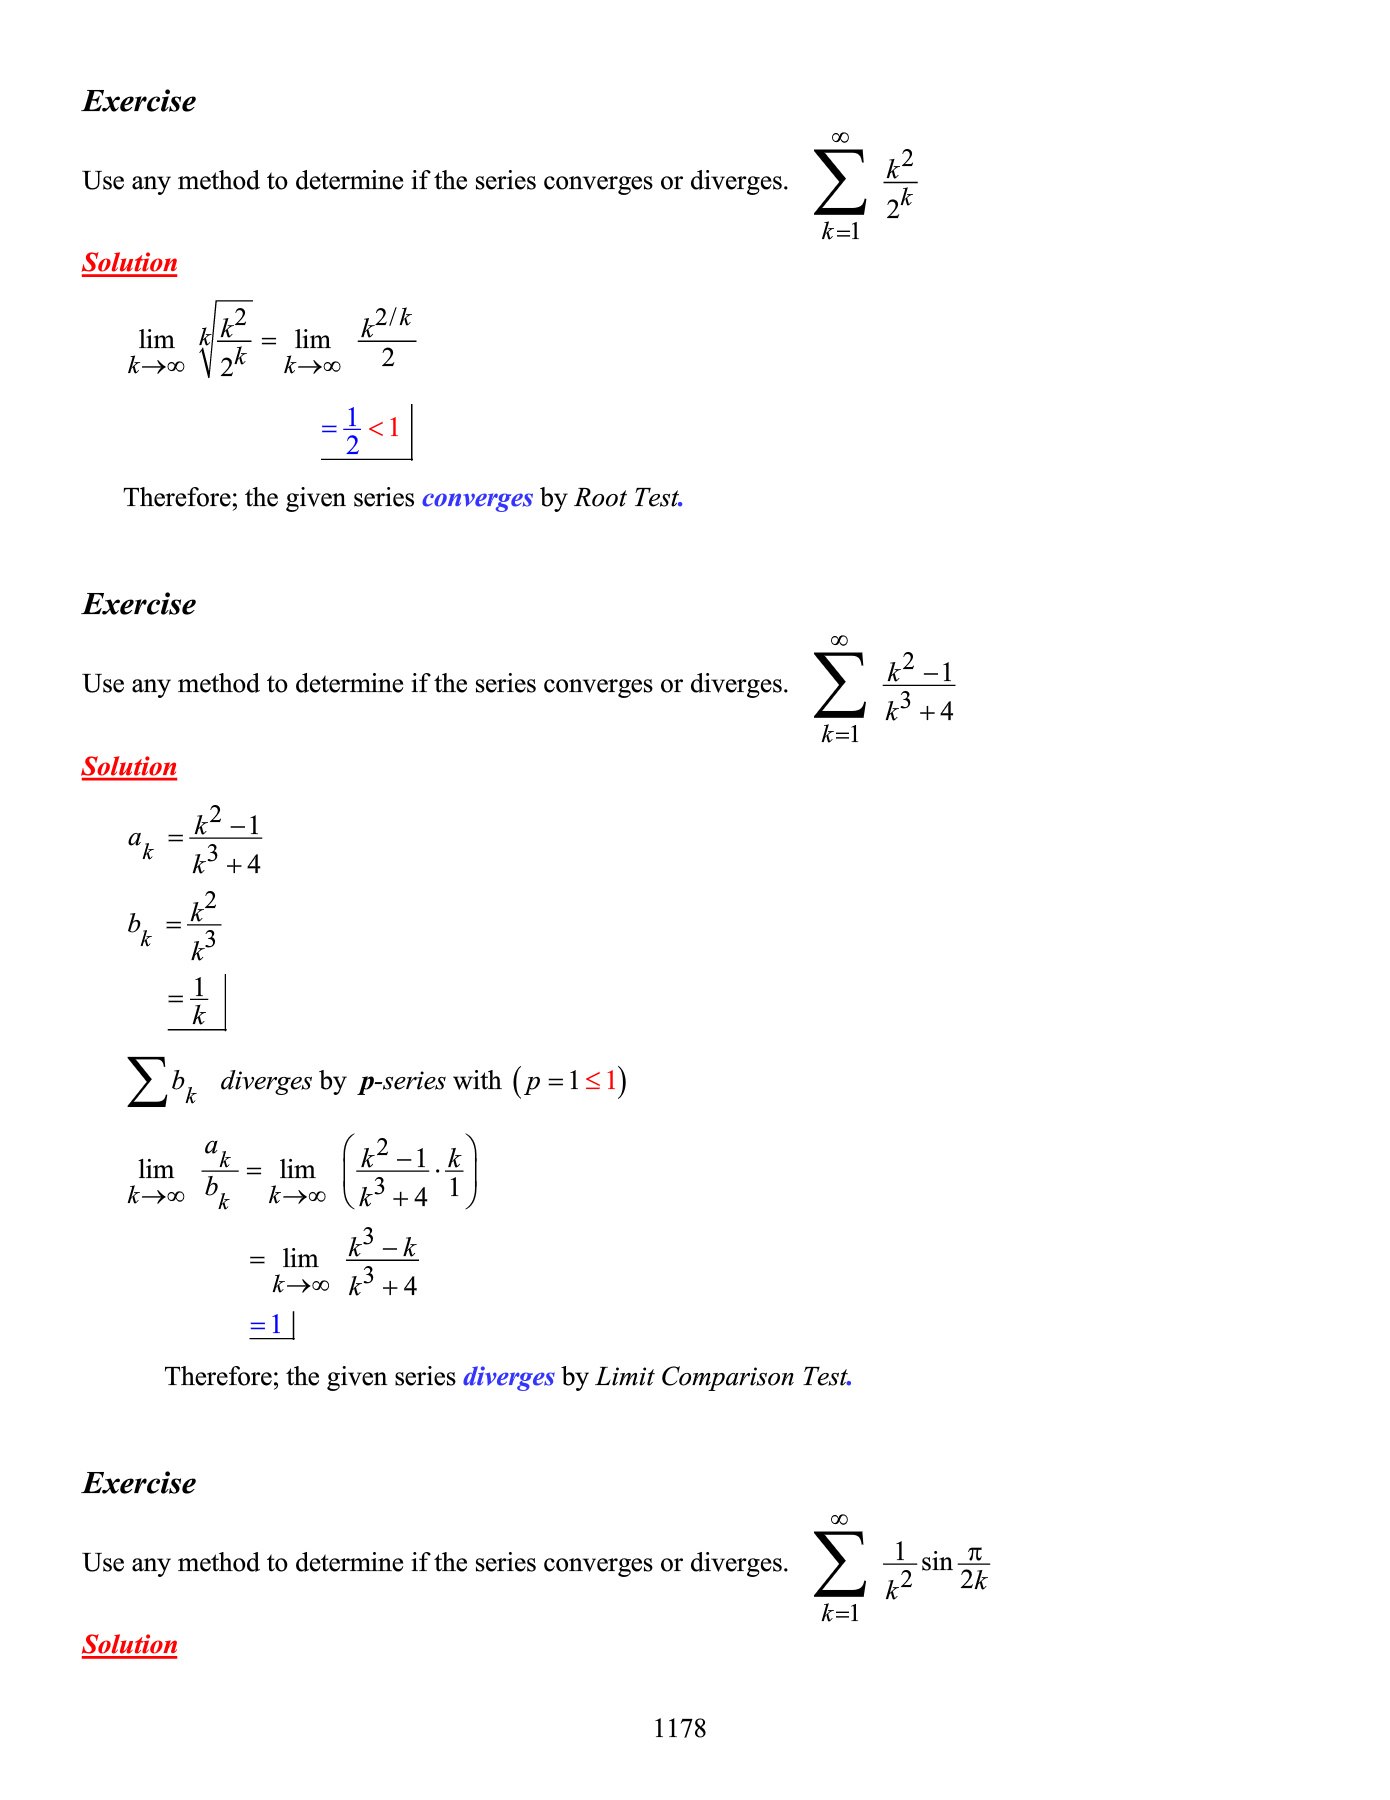 Exercise
Use any method to determine if the series converges or diverges. $\sum_{k=1}^{\infty} \frac{k^2}{2^k}$
Solution
$\lim_{k\to\infty} \sqrt[k]{\frac{k^2}{2^k}} = \lim_{k\to\infty} \frac{k^{2/k}}{2}$
$= \frac{1}{2} < 1$
Therefore; the given series converges by Root Test.
Exercise
Use any method to determine if the series converges or diverges. $\sum_{k=1}^{\infty} \frac{k^2-1}{k^3+4}$
Solution
$a_k = \frac{k^2-1}{k^3+4}$
$b_k = \frac{k^2}{k^3}$
$= \frac{1}{k}$
$\sum b_k$ diverges by p-series with $(p = 1 \le 1)$
$\lim_{k\to\infty} \frac{a_k}{b_k} = \lim_{k\to\infty} \left( \frac{k^2-1}{k^3+4} \cdot \frac{k}{1} \right)$
$= \lim_{k\to\infty} \frac{k^3-k}{k^3+4}$
$= 1$
Therefore; the given series diverges by Limit Comparison Test.
Exercise
Use any method to determine if the series converges or diverges. $\sum_{k=1}^{\infty} \frac{1}{k^2} \sin \frac{\pi}{2k}$
Solution
1178